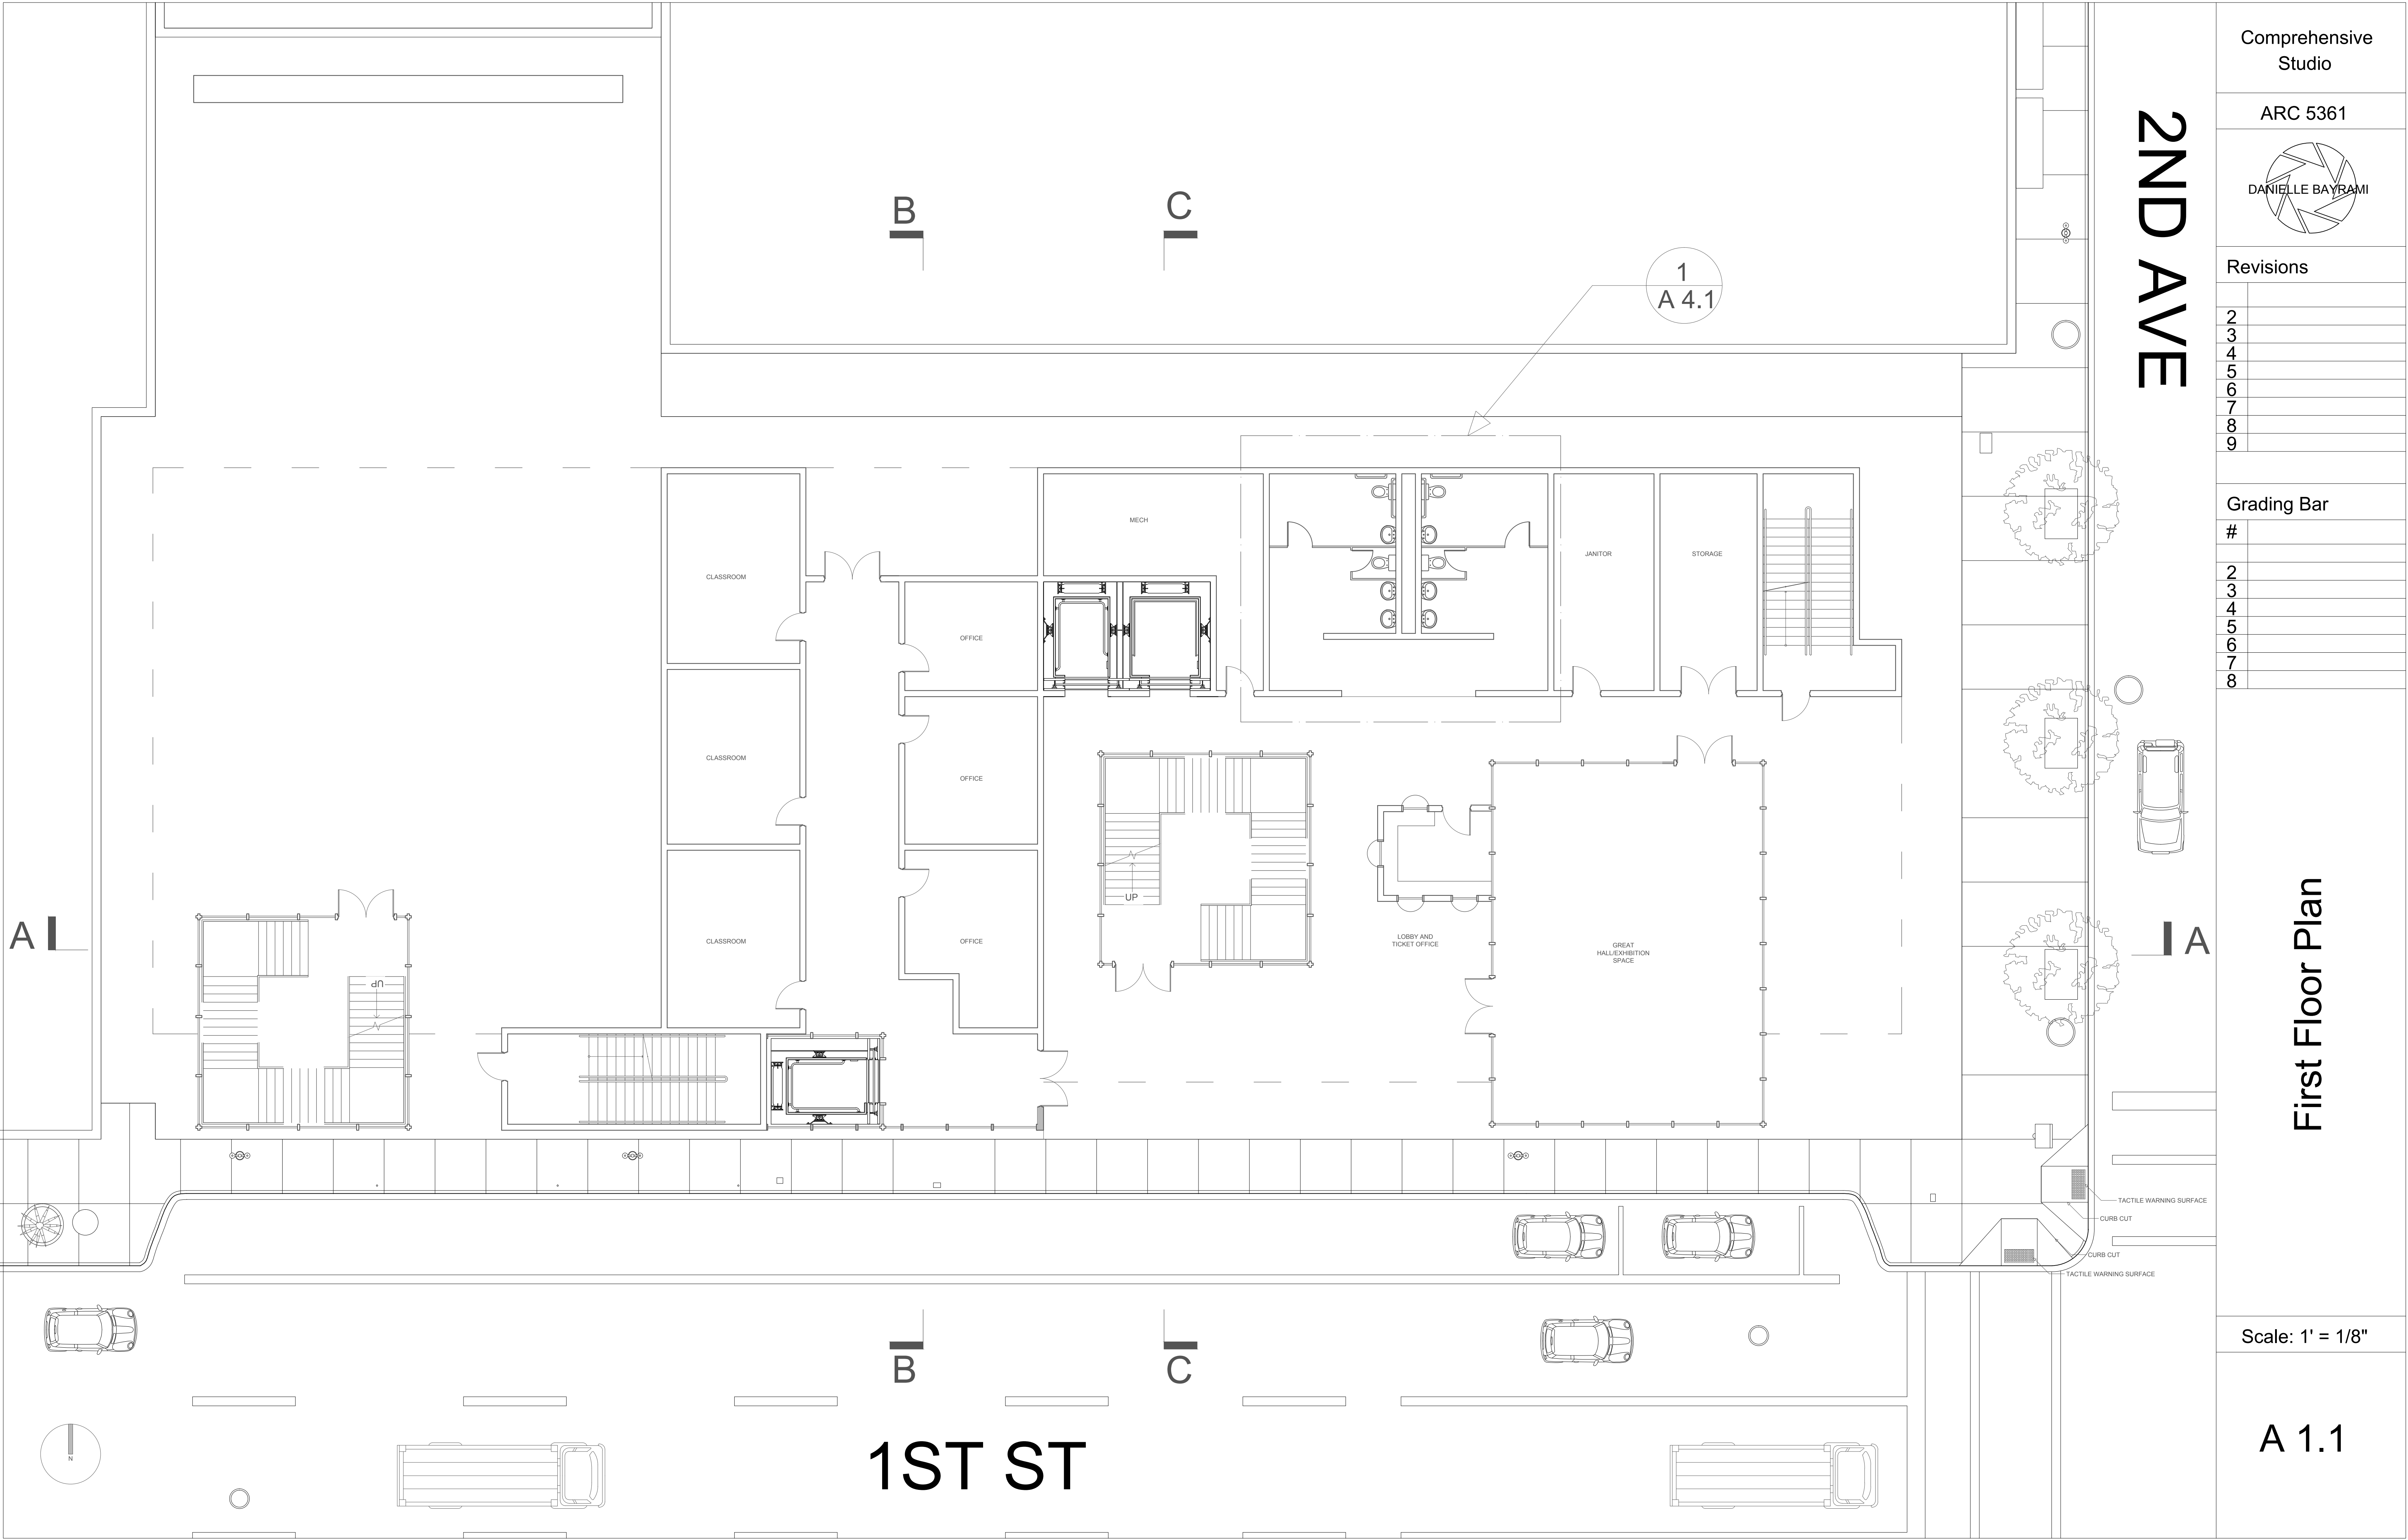 Comprehensive
Studio
ARC 5361
DANIELLE BAYRAMI
Revisions
2
3
4
5
6
7
8
9
Grading Bar
#
2
3
4
5
6
7
8
First Floor Plan
Scale: 1' = 1/8"
A 1.1
2ND AVE
B
C
1
A 4.1
MECH
CLASSROOM
JANITOR
STORAGE
OFFICE
CLASSROOM
OFFICE
UP
A
CLASSROOM
OFFICE
LOBBY AND
TICKET OFFICE
GREAT
HALL/EXHIBITION
SPACE
A
UP
TACTILE WARNING SURFACE
CURB CUT
CURB CUT
TACTILE WARNING SURFACE
B
C
N
1ST ST